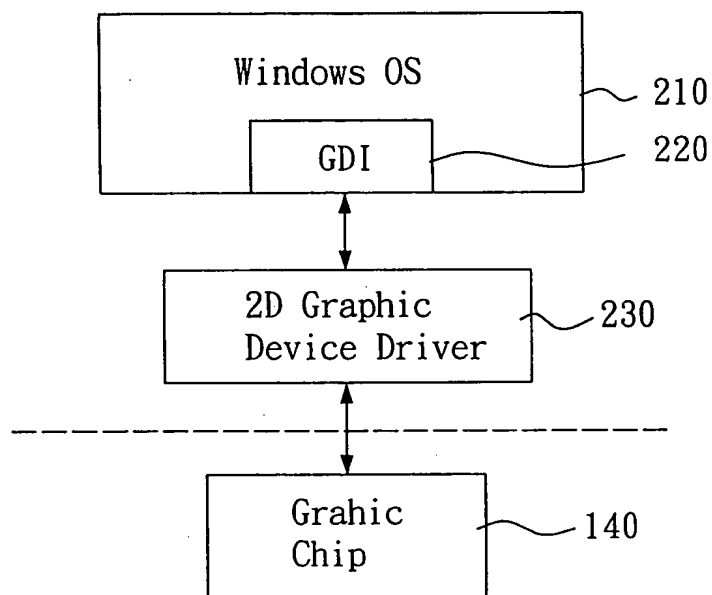 Windows OS
210
GDI
220
2D Graphic
Device Driver
230
Grahic
Chip
140